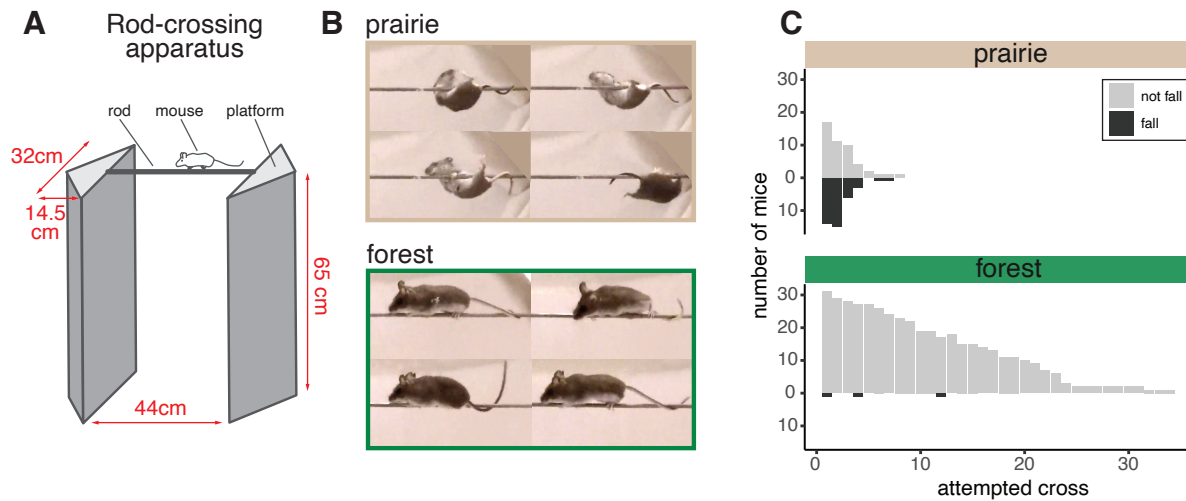 A
Rod-crossing
apparatus
rod
mouse
platform
32cm
14.5
cm
65 cm
44cm
B
prairie
forest
C
prairie
number of mice
30
20
10
0
10
not fall
fall
forest
30
20
10
0
10
0
10
20
30
attempted cross